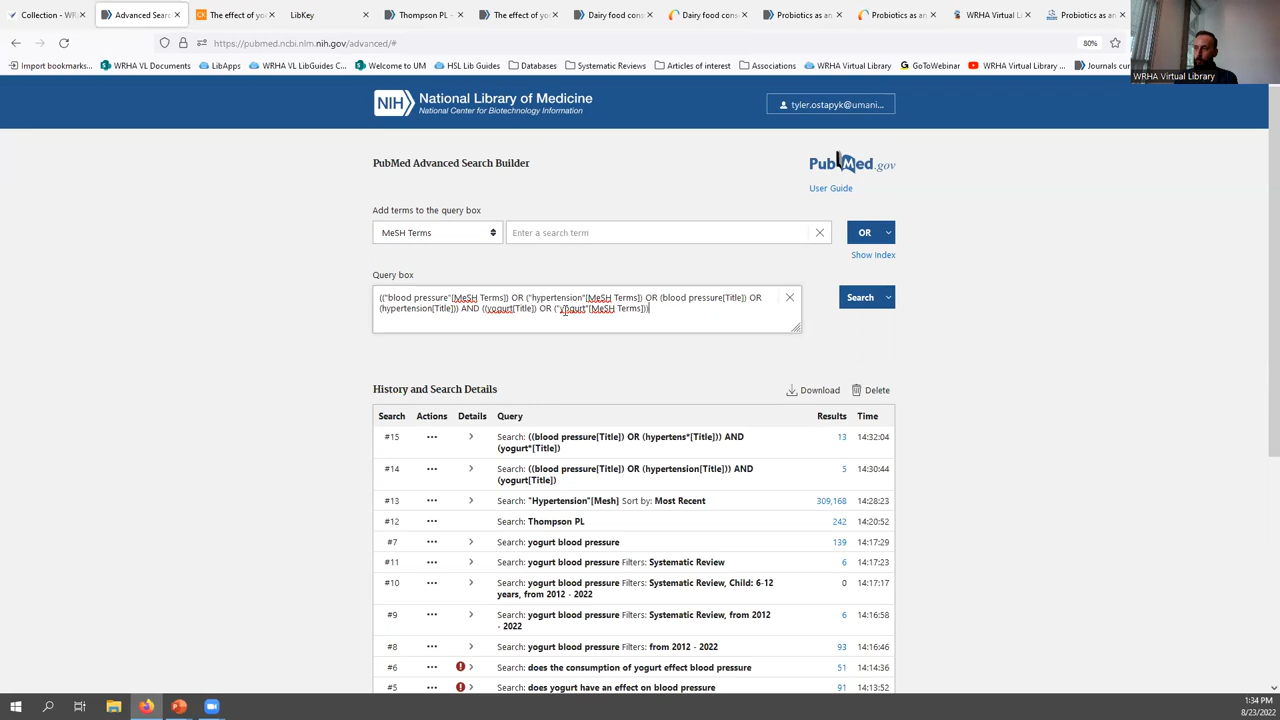 Collection - WR
Advanced Sear
The effect of yo
LibKey
Thompson PL -
The effect of yo
Dairy food cons
Dairy food cons
Probiotics as an
Probiotics as an
WRHA Virtual Li
Probiotics as an
https://pubmed.ncbi.nlm.nih.gov/advanced/#
80%
Import bookmarks...
WRHA VL Documents
LibApps
WRHA VL LibGuides C...
Welcome to UM
HSL Lib Guides
Databases
Systematic Reviews
Articles of interest
Associations
WRHA Virtual Library
GoToWebinar
WRHA Virtual Library ...
Journals curr
WRHA Virtual Library
NIH National Library of Medicine
National Center for Biotechnology Information
tyler.ostapyk@umani...
PubMed Advanced Search Builder
PubMed.gov
User Guide
Add terms to the query box
MeSH Terms
Enter a search term
OR
Show Index
Query box
(("blood pressure"[MeSH Terms]) OR ("hypertension"[MeSH Terms]) OR (blood pressure[Title]) OR
(hypertension[Title])) AND ((yogurt[Title]) OR ("yogurt"[MeSH Terms]))
Search
History and Search Details
Download
Delete
Search Actions Details Query Results Time
#15 ... Search: ((blood pressure[Title]) OR (hypertens*[Title])) AND 13 14:32:04
(yogurt*[Title])
#14 ... Search: ((blood pressure[Title]) OR (hypertension[Title])) AND 5 14:30:44
(yogurt[Title])
#13 ... Search: "Hypertension"[Mesh] Sort by: Most Recent 309,168 14:28:23
#12 ... Search: Thompson PL 242 14:20:52
#7 ... Search: yogurt blood pressure 139 14:17:29
#11 ... Search: yogurt blood pressure Filters: Systematic Review 6 14:17:23
#10 ... Search: yogurt blood pressure Filters: Systematic Review, Child: 6-12 0 14:17:17
years, from 2012 - 2022
#9 ... Search: yogurt blood pressure Filters: Systematic Review, from 2012 6 14:16:58
- 2022
#8 ... Search: yogurt blood pressure Filters: from 2012 - 2022 93 14:16:46
#6 ... Search: does the consumption of yogurt effect blood pressure 51 14:14:36
#5 ... Search: does yogurt have an effect on blood pressure 91 14:13:52
1:34 PM
8/23/2022